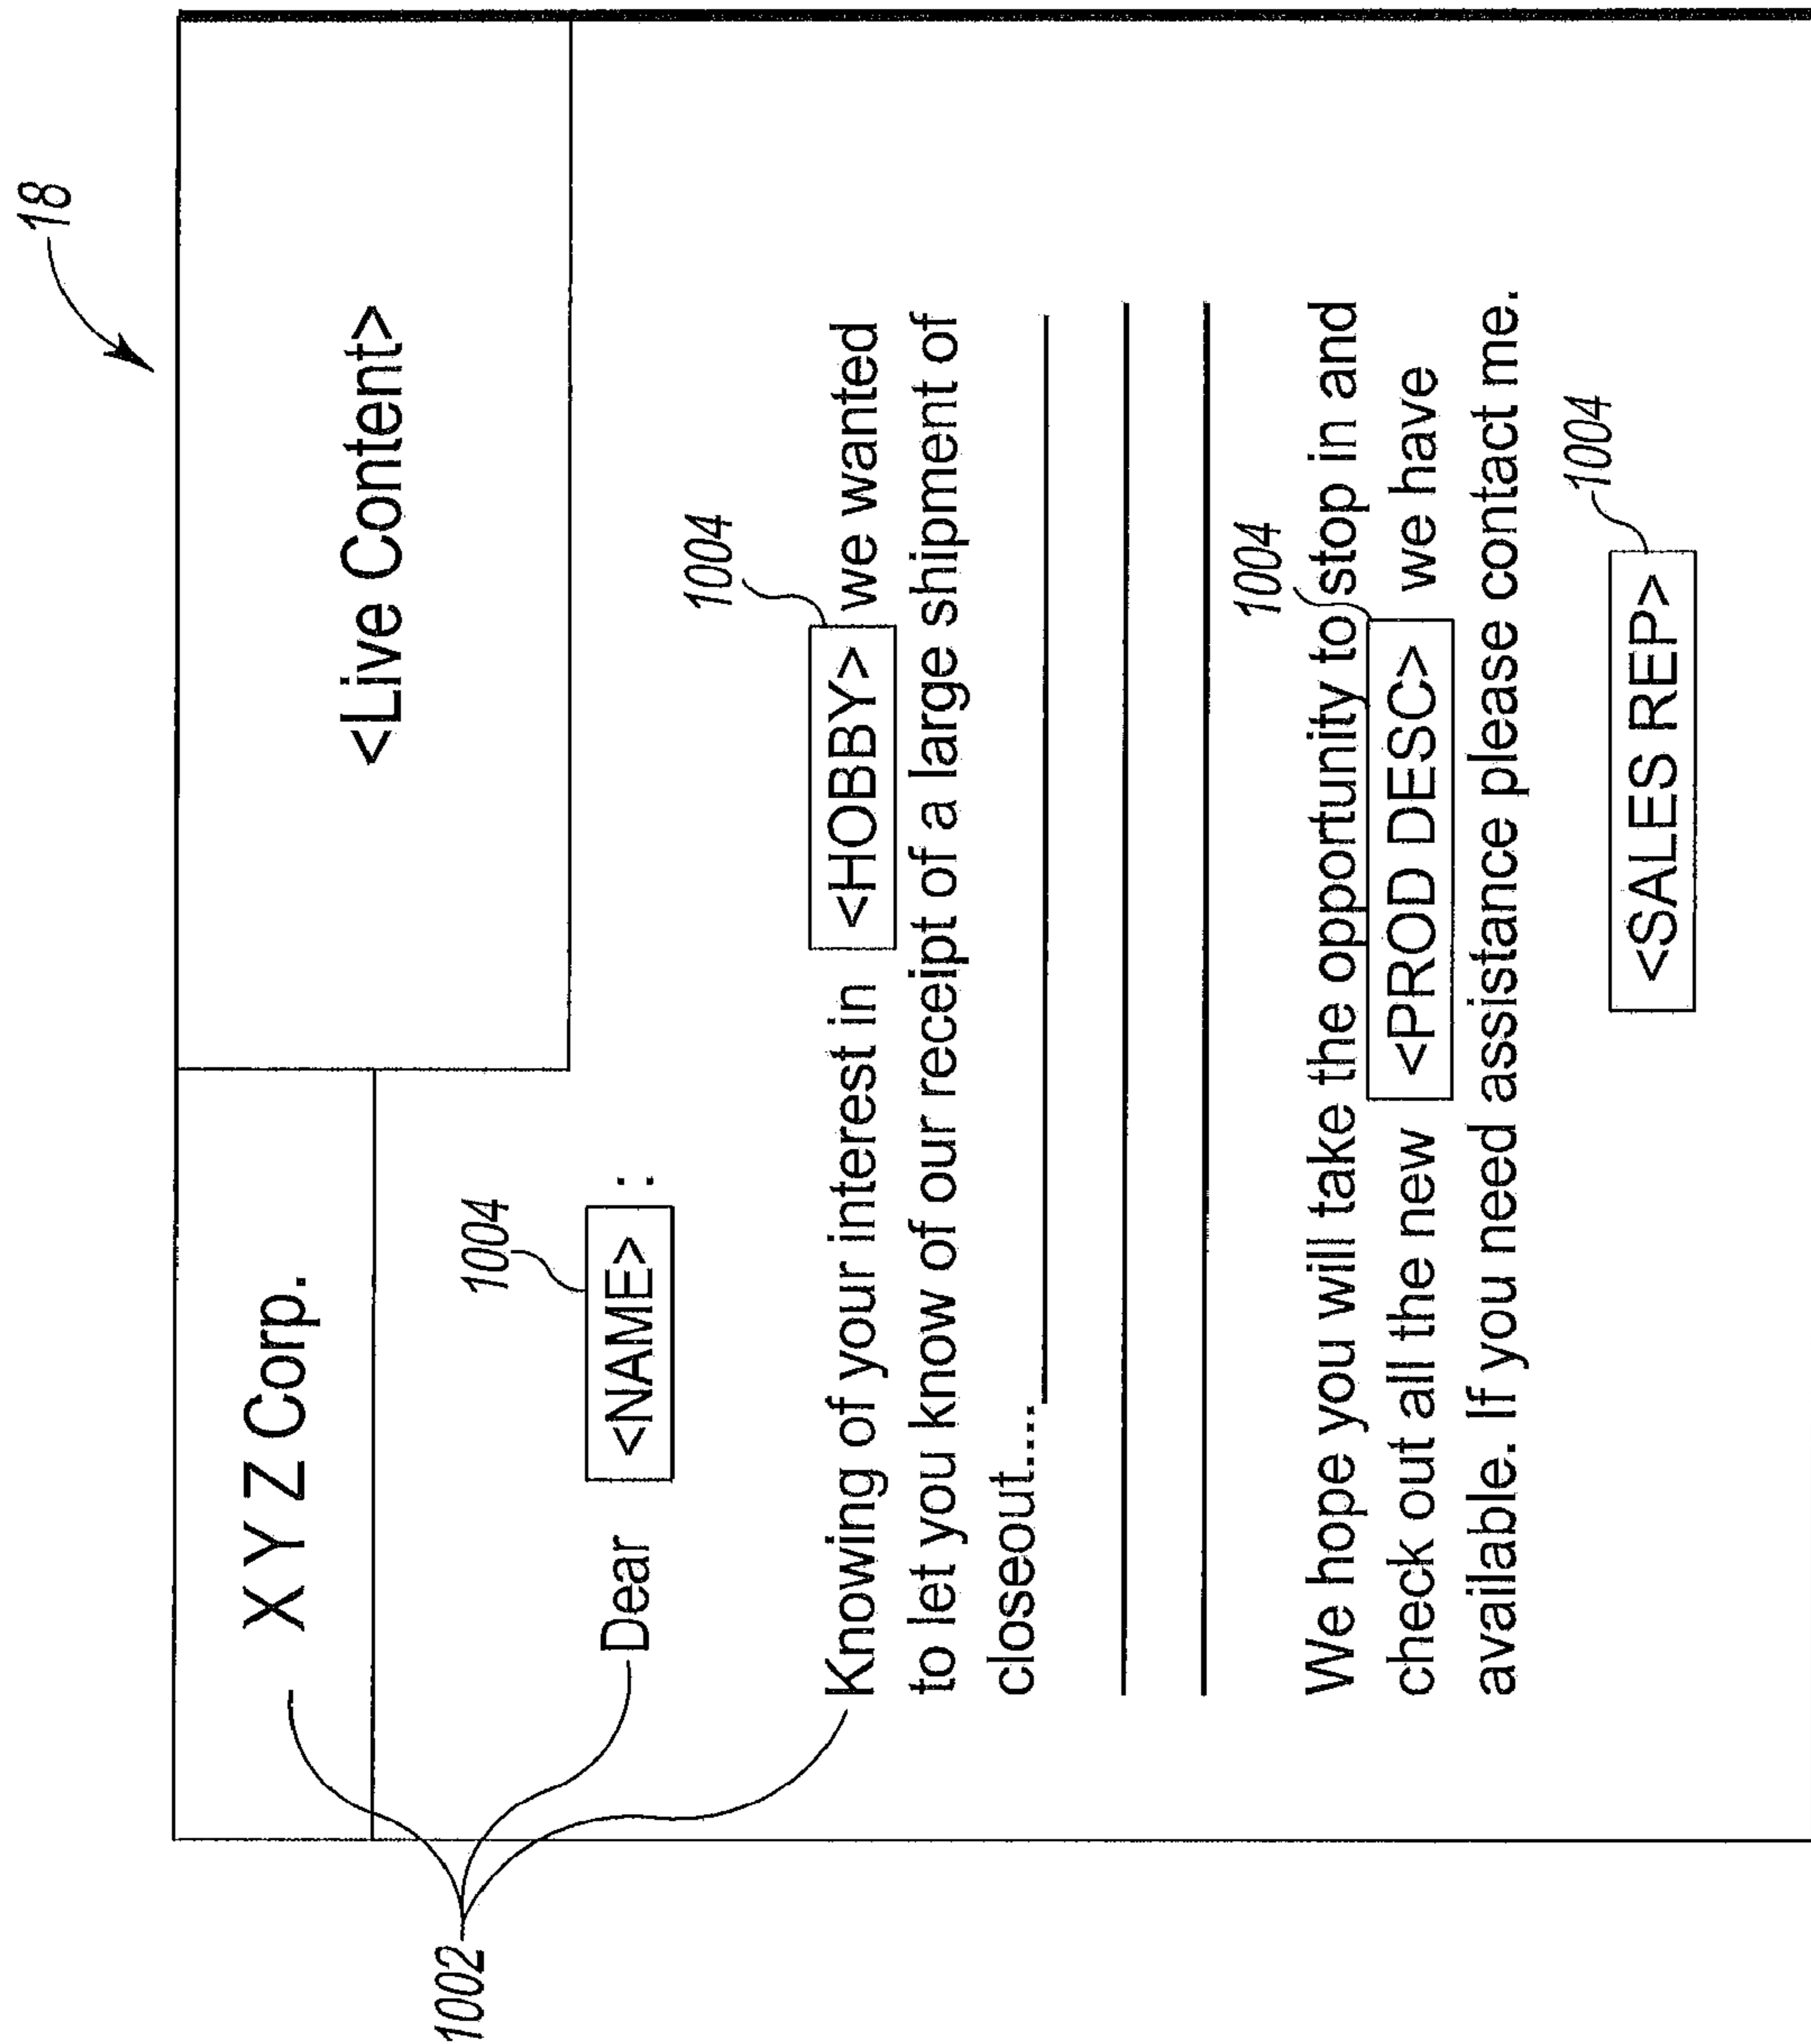 18
X Y Z Corp.
<Live Content>
1002
1004
Dear <NAME> :
1004
Knowing of your interest in <HOBBY> we wanted
to let you know of our receipt of a large shipment of
closeout....
1004
We hope you will take the opportunity to stop in and
check out all the new <PROD DESC> we have
available. If you need assistance please contact me.
1004
<SALES REP>